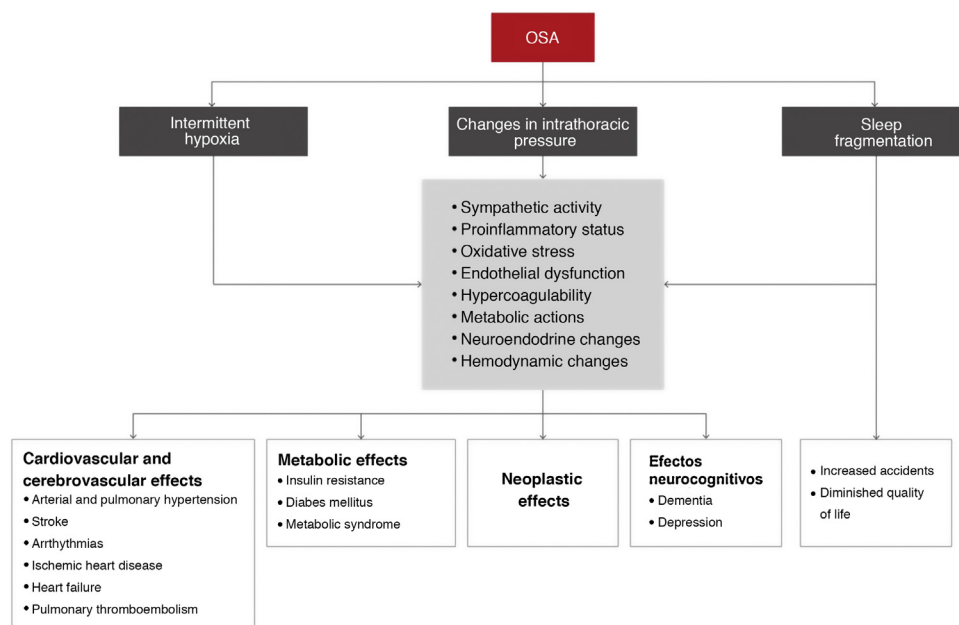 OSA
Intermittent
hypoxia
Changes in intrathoracic
pressure
Sleep
fragmentation
• Sympathetic activity
• Proinflammatory status
• Oxidative stress
• Endothelial dysfunction
• Hypercoagulability
• Metabolic actions
• Neuroendodrine changes
• Hemodynamic changes
Cardiovascular and
cerebrovascular effects
• Arterial and pulmonary hypertension
• Stroke
• Arrthythmias
• Ischemic heart disease
• Heart failure
• Pulmonary thromboembolism
Metabolic effects
• Insulin resistance
• Diabes mellitus
• Metabolic syndrome
Neoplastic
effects
Efectos
neurocognitivos
• Dementia
• Depression
• Increased accidents
• Diminished quality
of life